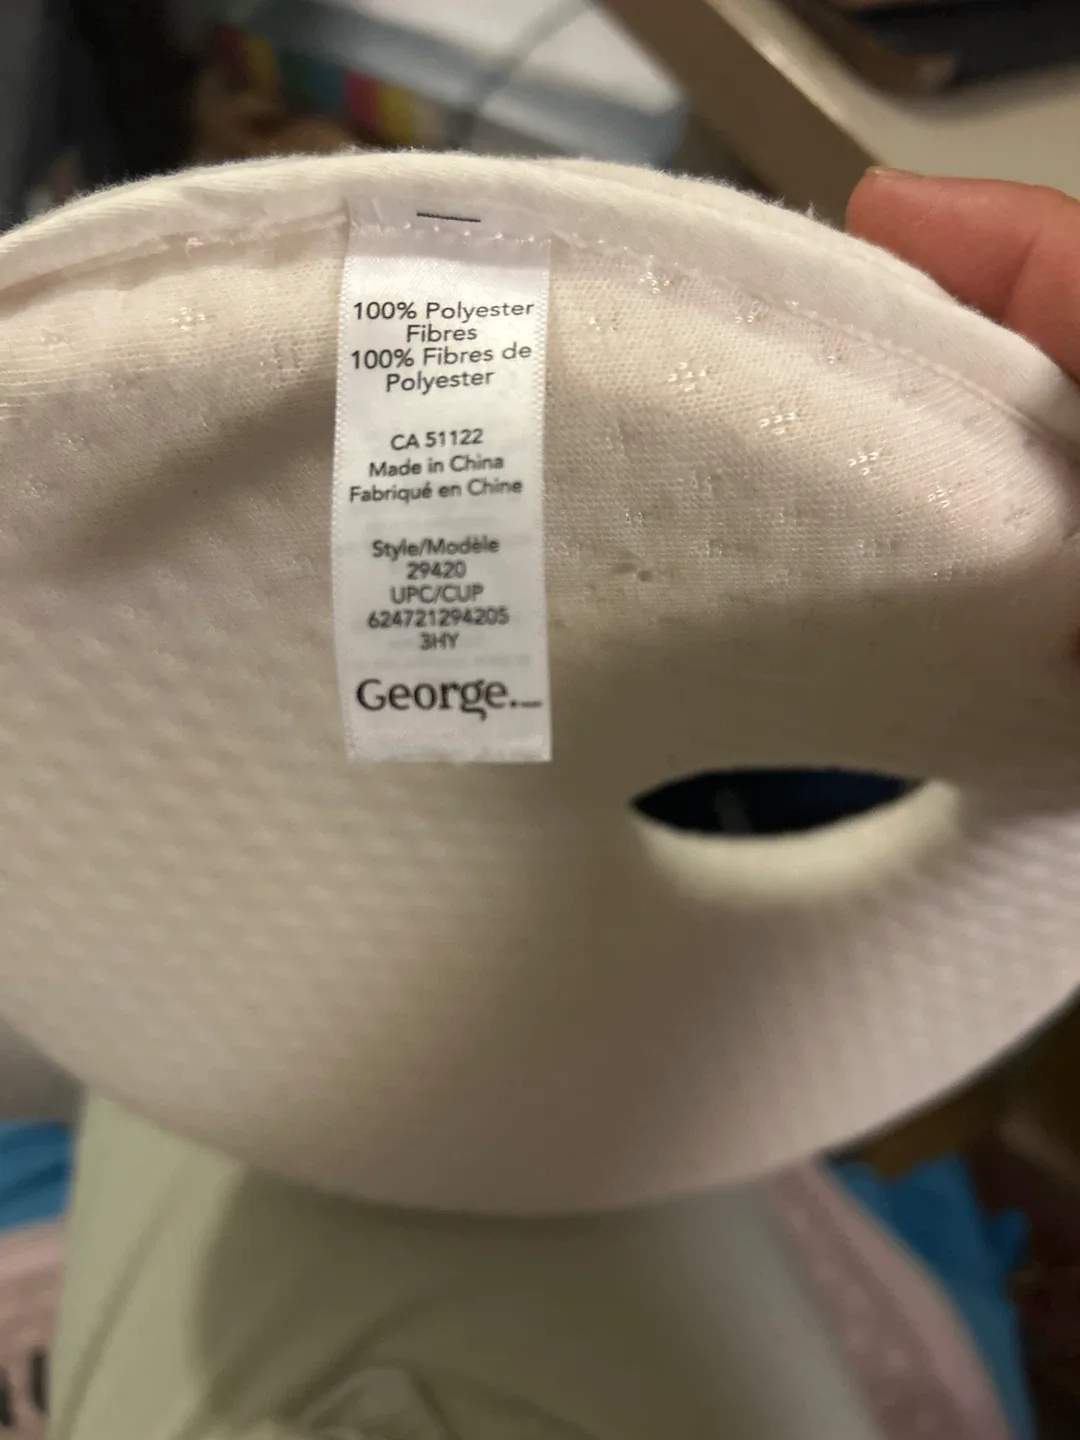 100% Polyester
Fibres
100% Fibres de
Polyester
CA 51122
Made in China
Fabriqué en Chine
Style/Modèle
29420
UPC/CUP
624721294205
3HY
George.